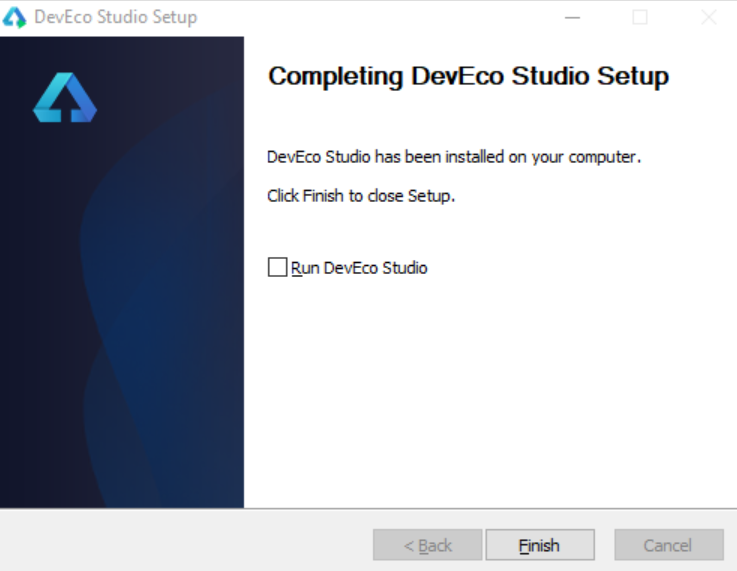 DevEco Studio Setup
Completing DevEco Studio Setup
DevEco Studio has been installed on your computer.
Click Finish to close Setup.
Run DevEco Studio
< Back
Finish
Cancel